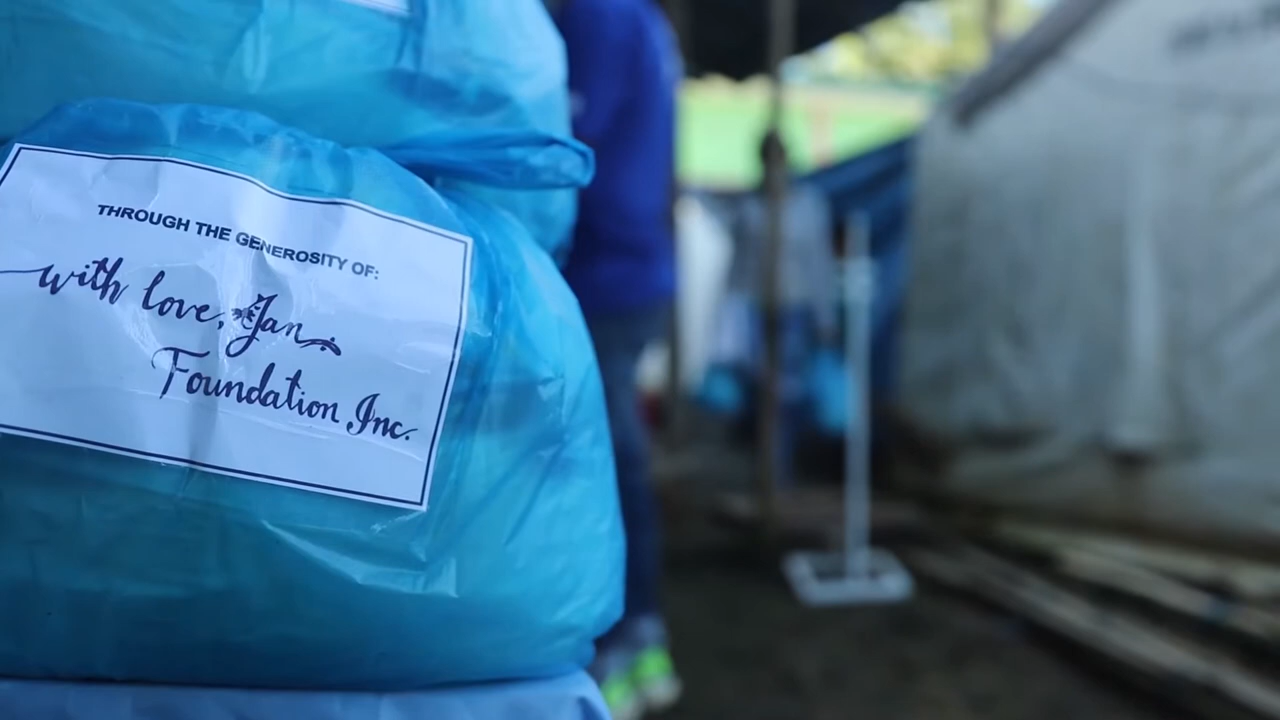 THROUGH THE GENEROSITY OF:
with love, Jan
Foundation Inc.